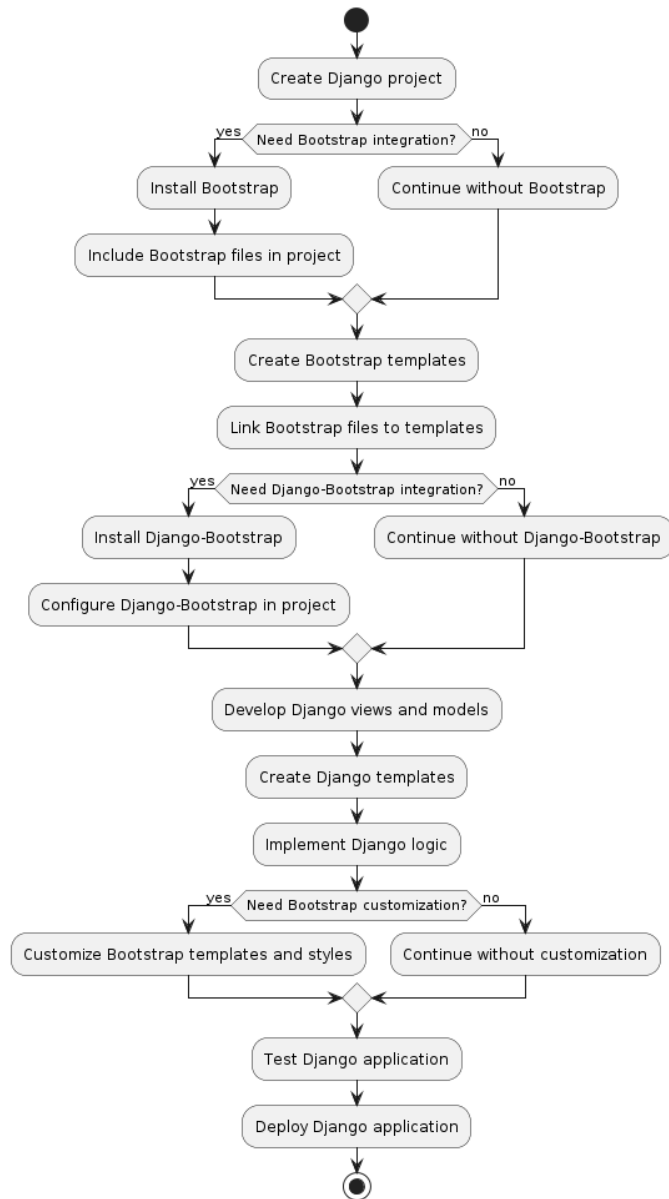 Create Django project
yes
Need Bootstrap integration?
no
Install Bootstrap
Continue without Bootstrap
Include Bootstrap files in project
Create Bootstrap templates
Link Bootstrap files to templates
yes
Need Django-Bootstrap integration?
no
Install Django-Bootstrap
Continue without Django-Bootstrap
Configure Django-Bootstrap in project
Develop Django views and models
Create Django templates
Implement Django logic
yes
Need Bootstrap customization?
no
Customize Bootstrap templates and styles
Continue without customization
Test Django application
Deploy Django application